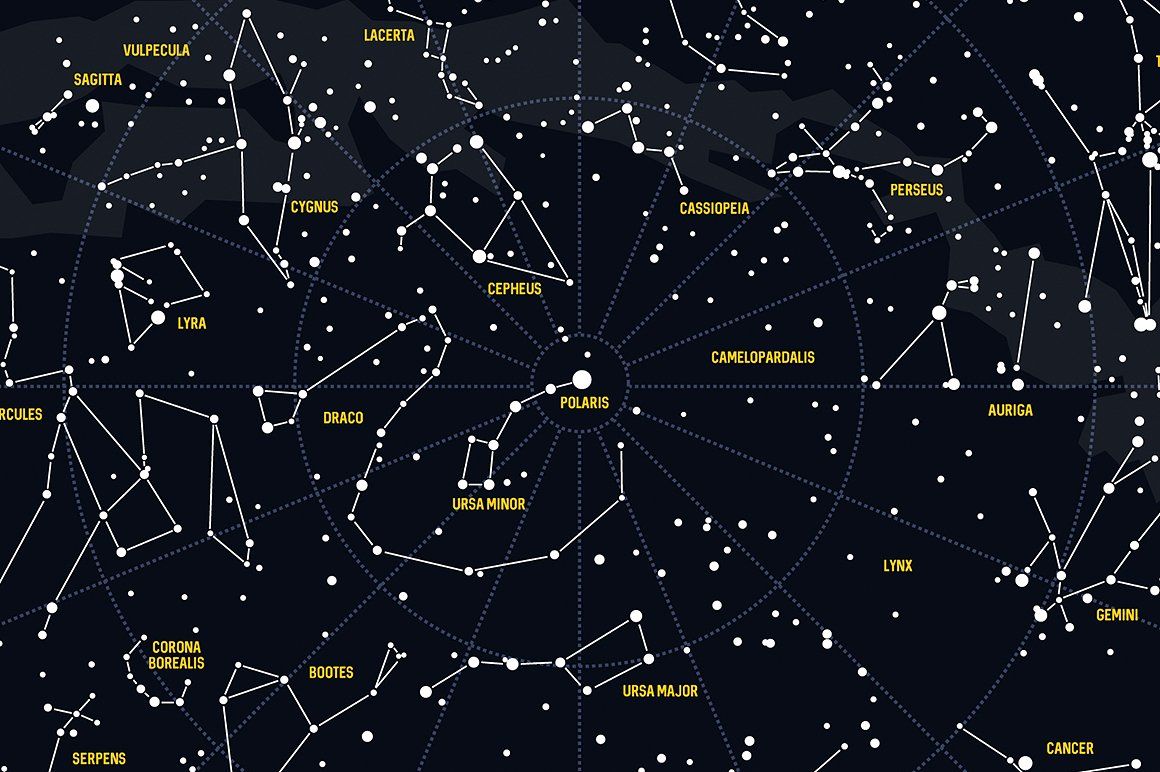 LACERTA
VULPECULA
SAGITTA
PERSEUS
CYGNUS
CASSIOPEIA
CEPHEUS
LYRA
CAMELOPARDALIS
POLARIS
AURIGA
RCULES
DRACO
URSA MINOR
LYNX
GEMINI
CORONA
BOREALIS
BOOTES
URSA MAJOR
CANCER
SERPENS